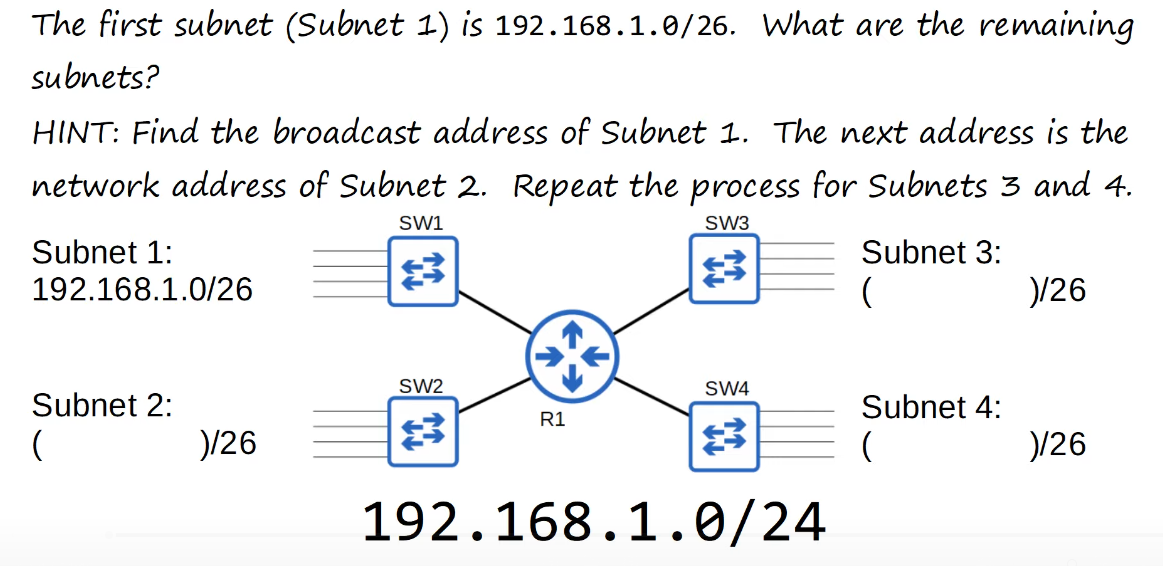 The first subnet (Subnet 1) is 192.168.1.0/26. What are the remaining
subnets?
HINT: Find the broadcast address of Subnet 1. The next address is the
network address of Subnet 2. Repeat the process for Subnets 3 and 4.
SW1
SW3
Subnet 1:
192.168.1.0/26
Subnet 3:
( )/26
SW2
SW4
R1
Subnet 2:
( )/26
Subnet 4:
( )/26
192.168.1.0/24